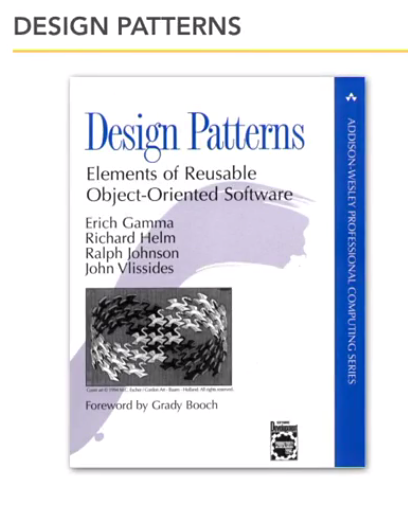 DESIGN PATTERNS
Design Patterns
Elements of Reusable
Object-Oriented Software
Erich Gamma
Richard Helm
Ralph Johnson
John Vlissides
Foreword by Grady Booch
ADDISON-WESLEY PROFESSIONAL COMPUTING SERIES